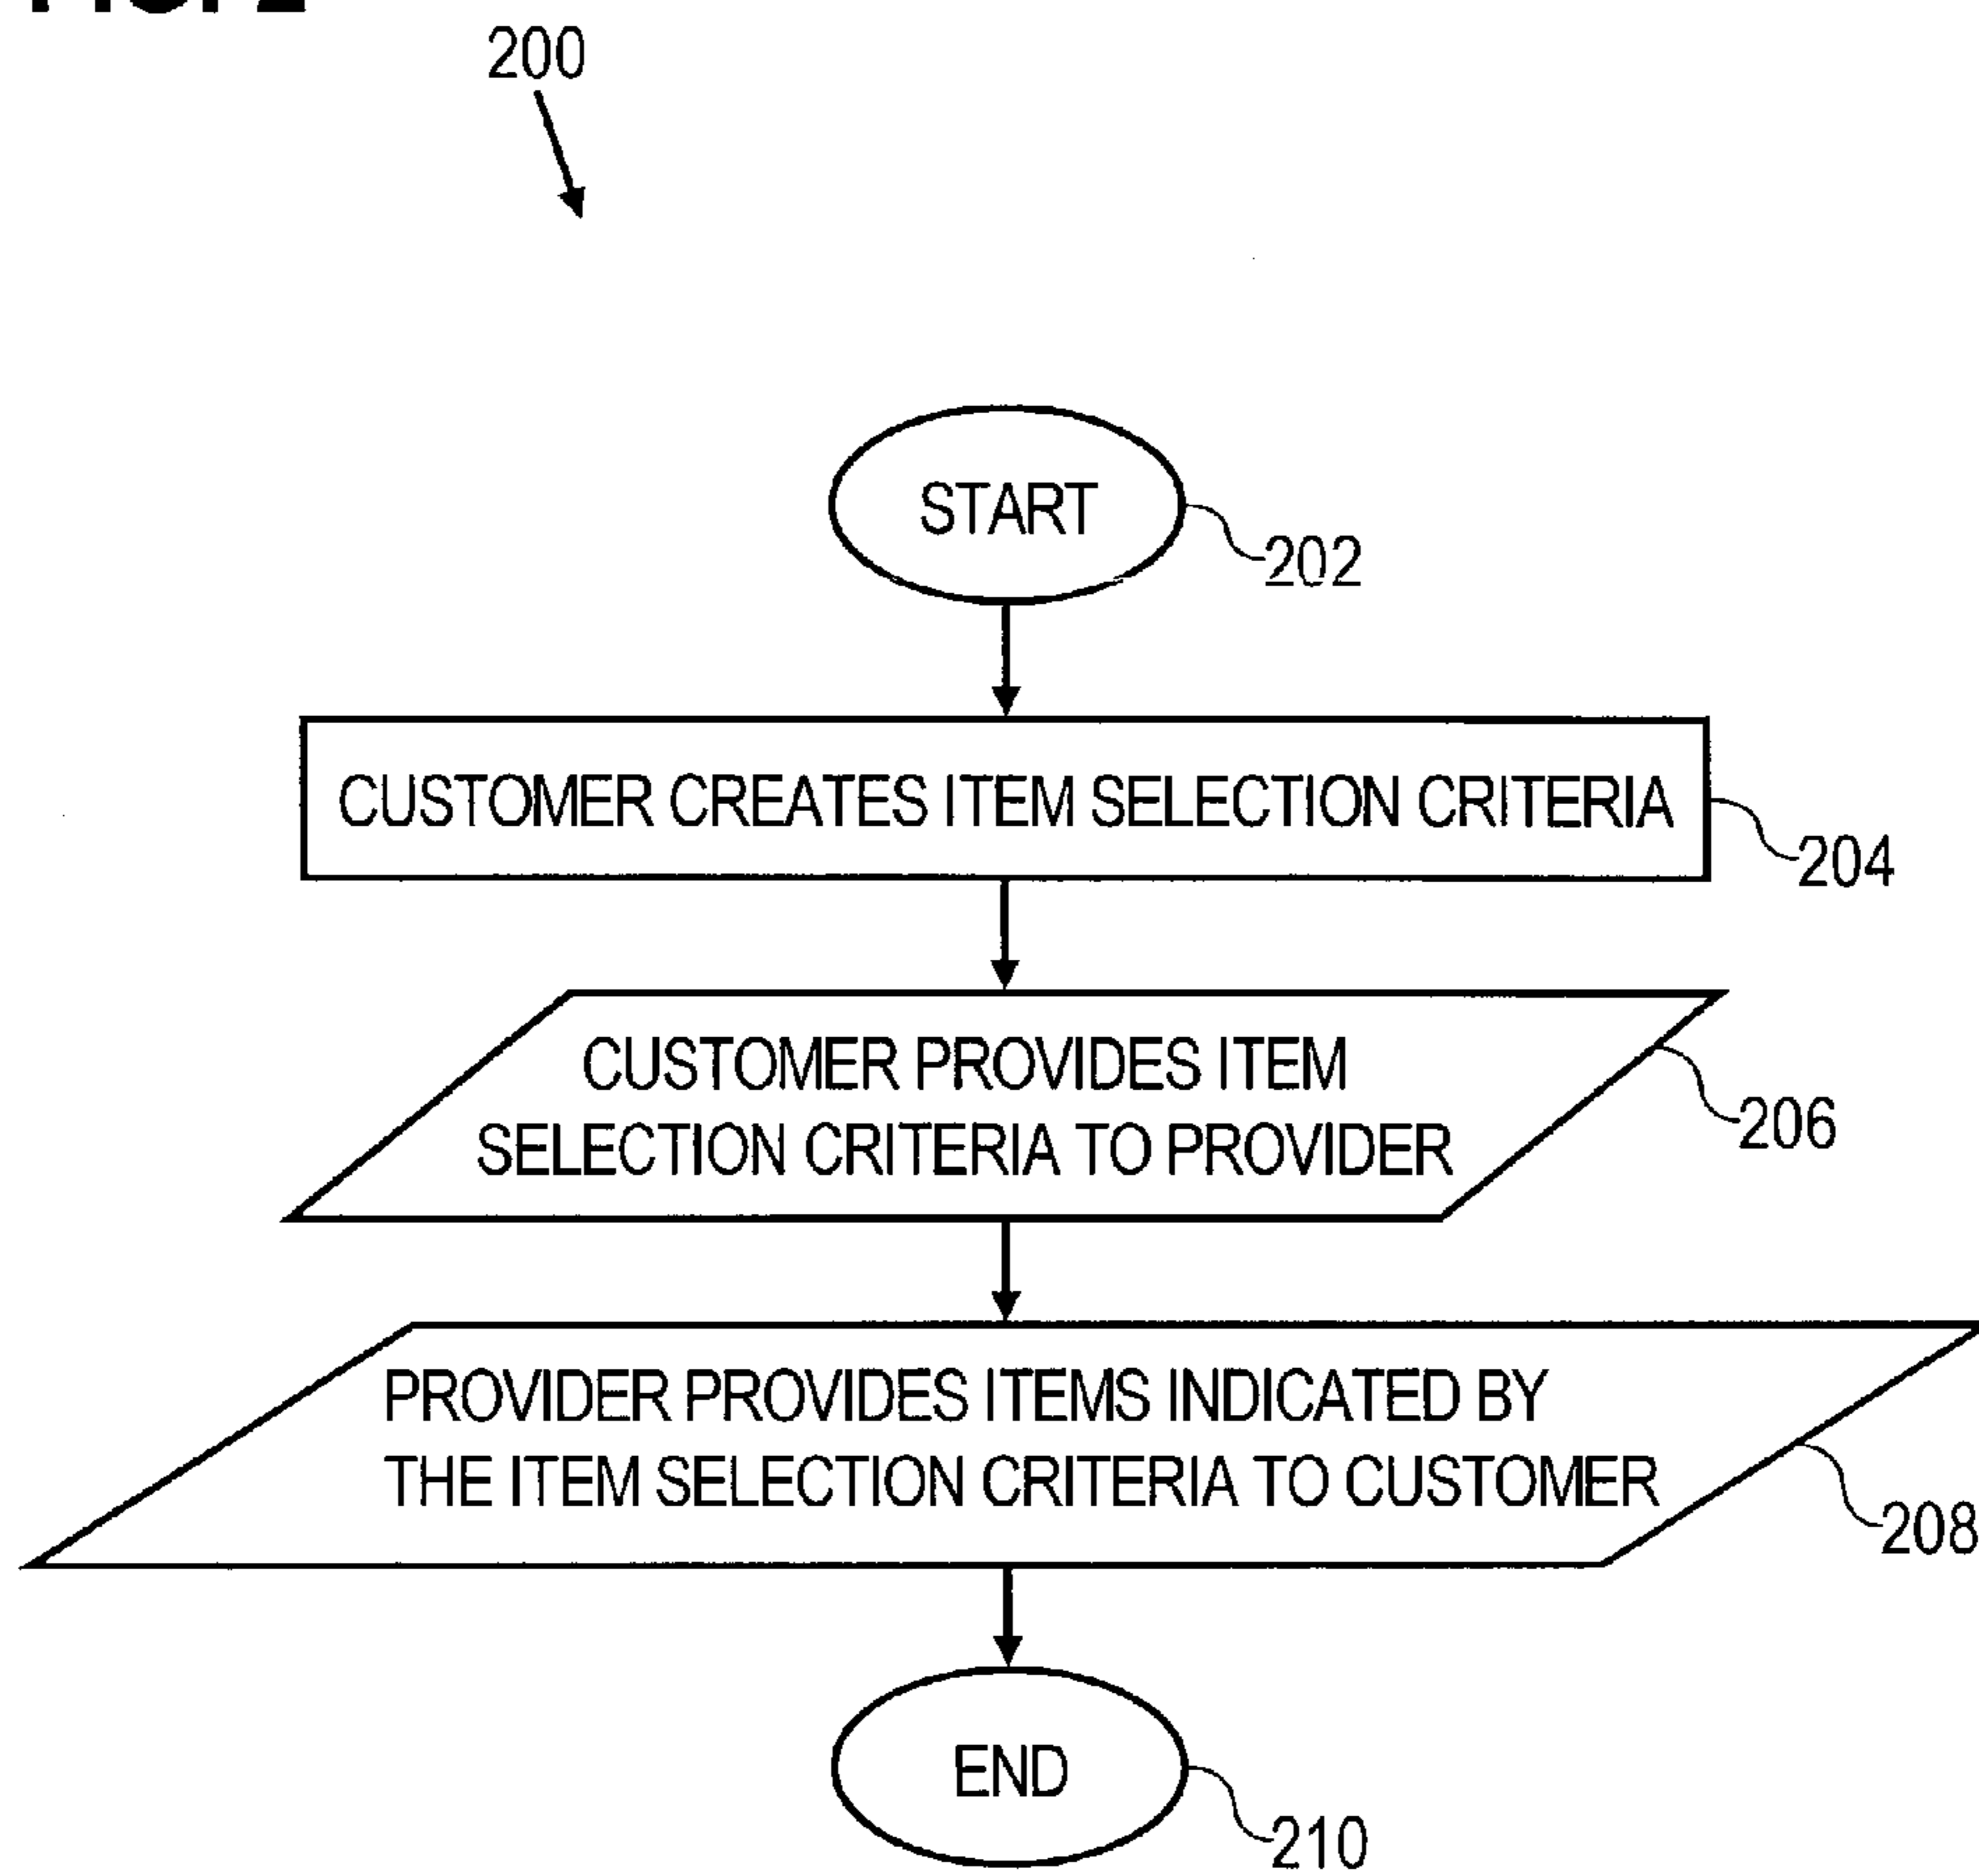 200
START
202
CUSTOMER CREATES ITEM SELECTION CRITERIA
204
CUSTOMER PROVIDES ITEM
SELECTION CRITERIA TO PROVIDER
206
PROVIDER PROVIDES ITEMS INDICATED BY
THE ITEM SELECTION CRITERIA TO CUSTOMER
208
END
210